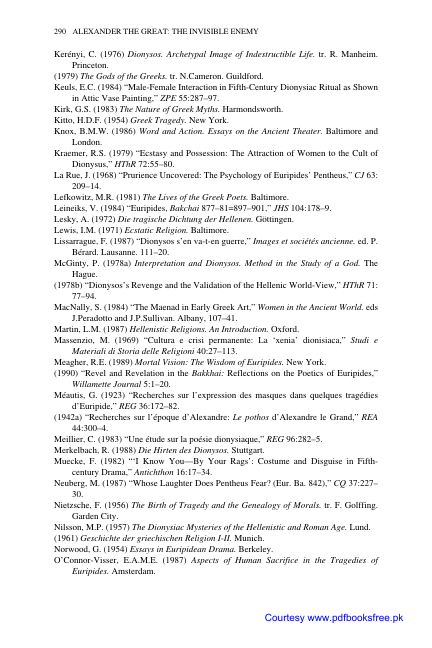 290 ALEXANDER THE GREAT: THE INVISIBLE ENEMY
Kerényi, C. (1976) Dionysos. Archetypal Image of Indestructible Life. tr. R. Manheim.
Princeton.
(1979) The Gods of the Greeks. tr. N.Cameron. Guildford.
Keuls, E.C. (1984) “Male-Female Interaction in Fifth-Century Dionysiac Ritual as Shown
in Attic Vase Painting,” ZPE 55:287–97.
Kirk, G.S. (1983) The Nature of Greek Myths. Harmondsworth.
Kitto, H.D.F. (1954) Greek Tragedy. New York.
Knox, B.M.W. (1986) Word and Action. Essays on the Ancient Theater. Baltimore and
London.
Kraemer, R.S. (1979) “Ecstasy and Possession: The Attraction of Women to the Cult of
Dionysus,” HThR 72:55–80.
La Rue, J. (1968) “Prurience Uncovered: The Psychology of Euripides’ Pentheus,” CJ 63:
209–14.
Lefkowitz, M.R. (1981) The Lives of the Greek Poets. Baltimore.
Leineiks, V. (1984) “Euripides, Bakchai 877–81=897–901,” JHS 104:178–9.
Lesky, A. (1972) Die tragische Dichtung der Hellenen. Göttingen.
Lewis, I.M. (1971) Ecstatic Religion. Baltimore.
Lissarrague, F. (1987) “Dionysos s’en va-t-en guerre,” Images et sociétés ancienne. ed. P.
Bérard. Lausanne. 111–20.
McGinty, P. (1978a) Interpretation and Dionysos. Method in the Study of a God. The
Hague.
(1978b) “Dionysos’s Revenge and the Validation of the Hellenic World-View,” HThR 71:
77–94.
MacNally, S. (1984) “The Maenad in Early Greek Art,” Women in the Ancient World. eds
J.Peradotto and J.P.Sullivan. Albany, 107–41.
Martin, L.M. (1987) Hellenistic Religions. An Introduction. Oxford.
Massenzio, M. (1969) “Cultura e crisi permanente: La ‘xenia’ dionisiaca,” Studi e
Materiali di Storia delle Religioni 40:27–113.
Meagher, R.E. (1989) Mortal Vision: The Wisdom of Euripides. New York.
(1990) “Revel and Revelation in the Bakkhai: Reflections on the Poetics of Euripides,”
Willamette Journal 5:1–20.
Méautis, G. (1923) “Recherches sur l’expression des masques dans quelques tragédies
d’Euripide,” REG 36:172–82.
(1942a) “Recherches sur l’époque d’Alexandre: Le pothos d’Alexandre le Grand,” REA
44:300–4.
Meillier, C. (1983) “Une étude sur la poésie dionysiaque,” REG 96:282–5.
Merkelbach, R. (1988) Die Hirten des Dionysos. Stuttgart.
Muecke, F. (1982) “‘I Know You—By Your Rags’: Costume and Disguise in Fifth-
century Drama,” Antichthon 16:17–34.
Neuberg, M. (1987) “Whose Laughter Does Pentheus Fear? (Eur. Ba. 842),” CQ 37:227–
30.
Nietzsche, F. (1956) The Birth of Tragedy and the Genealogy of Morals. tr. F. Golffing.
Garden City.
Nilsson, M.P. (1957) The Dionysiac Mysteries of the Hellenistic and Roman Age. Lund.
(1961) Geschichte der griechischen Religion I-II. Munich.
Norwood, G. (1954) Essays in Euripidean Drama. Berkeley.
O’Connor-Visser, E.A.M.E. (1987) Aspects of Human Sacrifice in the Tragedies of
Euripides. Amsterdam.
Courtesy www.pdfbooksfree.pk